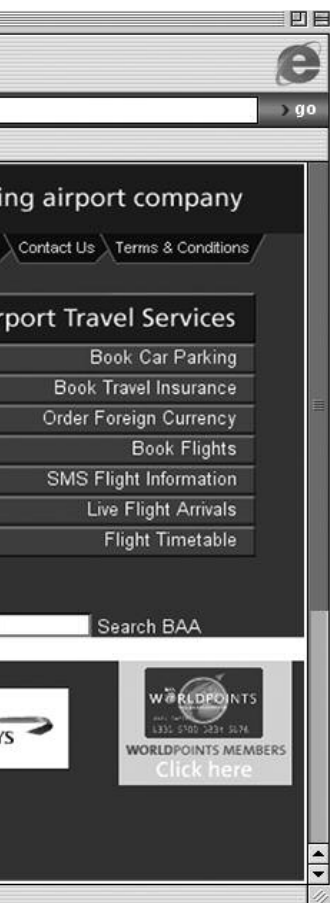 go
ing airport company
Contact Us Terms & Conditions
rport Travel Services
Book Car Parking
Book Travel Insurance
Order Foreign Currency
Book Flights
SMS Flight Information
Live Flight Arrivals
Flight Timetable
Search BAA
WORLDPOINTS
YS
WORLDPOINTS MEMBERS
Click here